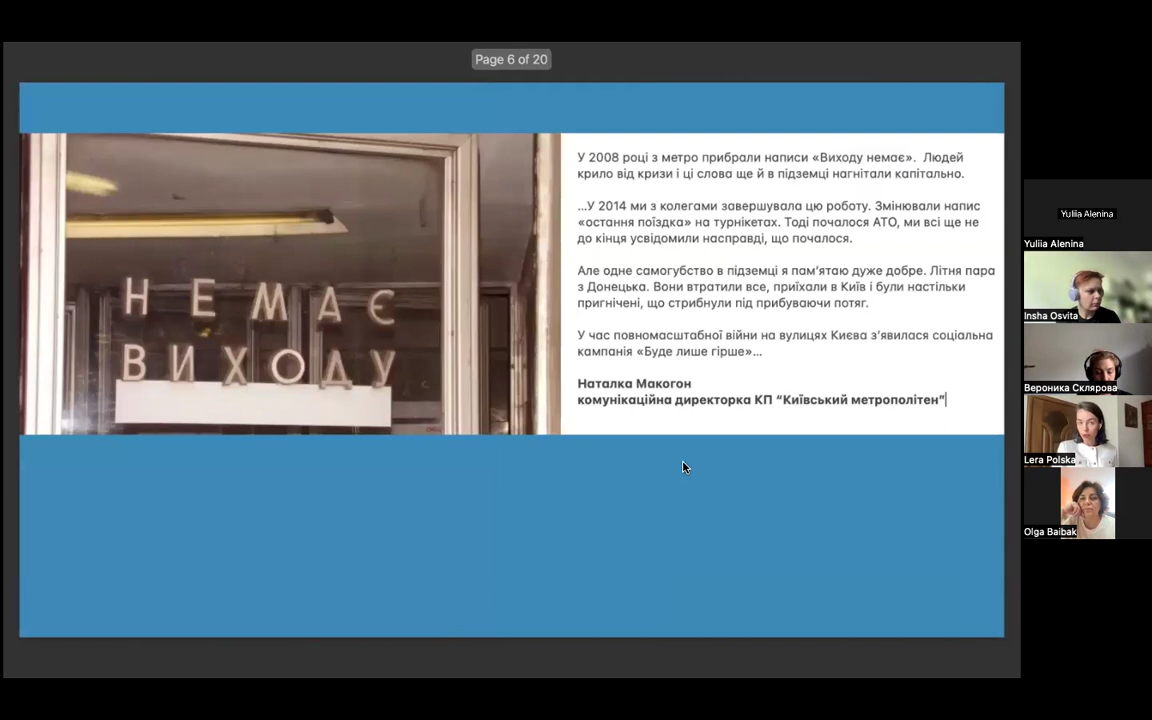 Page 6 of 20
НЕМАЄ
ВИХОДУ
У 2008 році з метро прибрали написи «Виходу немає».  Людей
крило від кризи і ці слова ще й в підземці нагнітали капітально.
...У 2014 ми з колегами завершувала цю роботу. Змінювали напис
«остання поїздка» на турнікетах. Тоді почалося АТО, ми всі ще не
до кінця усвідомили насправді, що почалося.
Але одне самогубство в підземці я пам’ятаю дуже добре. Літня пара
з Донецька. Вони втратили все, приїхали в Київ і були настільки
пригнічені, що стрибнули під прибуваючи потяг.
У час повномасштабної війни на вулицях Києва з’явилася соціальна
кампанія «Буде лише гірше»...
Наталка Макогон
комунікаційна директорка КП “Київський метрополітен”
Yuliia Alenina
Yuliia Alenina
Insha Osvita
Вероника Склярова
Lera Polska
Olga Baibak